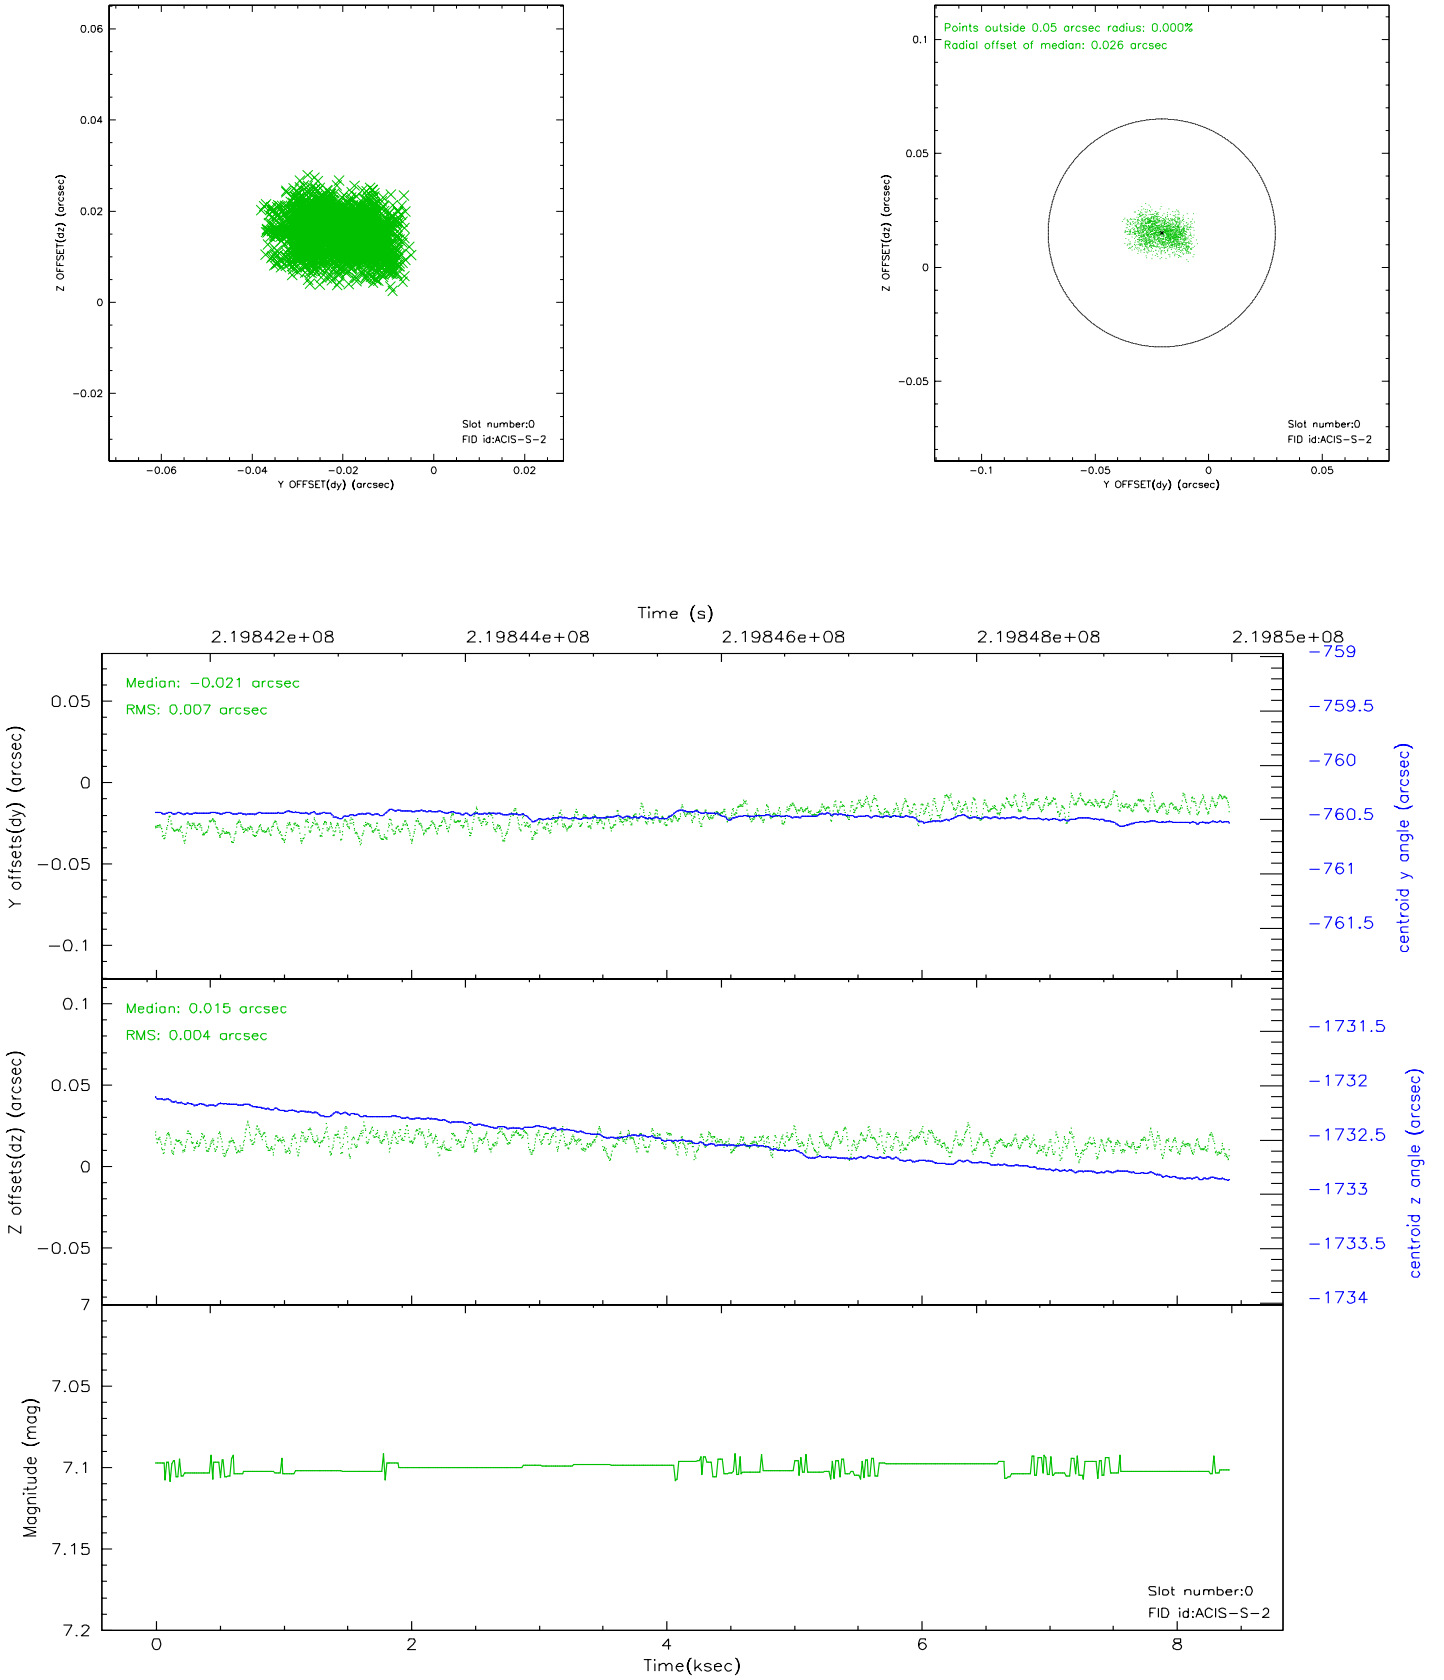 0.06
0.04
0.02
0
−0.02
Z OFFSET(dz) (arcsec)
Slot number:0
FID id:ACIS−S−2
−0.06 −0.04 −0.02 0 0.02
Y OFFSET(dy) (arcsec)
Points outside 0.05 arcsec radius: 0.000%
Radial offset of median: 0.026 arcsec
0.1
0.05
0
−0.05
Z OFFSET(dz) (arcsec)
Slot number:0
FID id:ACIS−S−2
−0.1 −0.05 0 0.05
Y OFFSET(dy) (arcsec)
Time (s)
2.19842e+08 2.19844e+08 2.19846e+08 2.19848e+08 2.1985e+08
Median: −0.021 arcsec
RMS: 0.007 arcsec
0.05
0
−0.05
−0.1
Y offsets(dy) (arcsec)
−759
−759.5
−760
−760.5
−761
−761.5
centroid y angle (arcsec)
Median: 0.015 arcsec
RMS: 0.004 arcsec
0.1
0.05
0
−0.05
Z offsets(dz) (arcsec)
−1731.5
−1732
−1732.5
−1733
−1733.5
−1734
centroid z angle (arcsec)
7
7.05
7.1
7.15
7.2
Magnitude (mag)
Slot number:0
FID id:ACIS−S−2
0 2 4 6 8
Time(ksec)